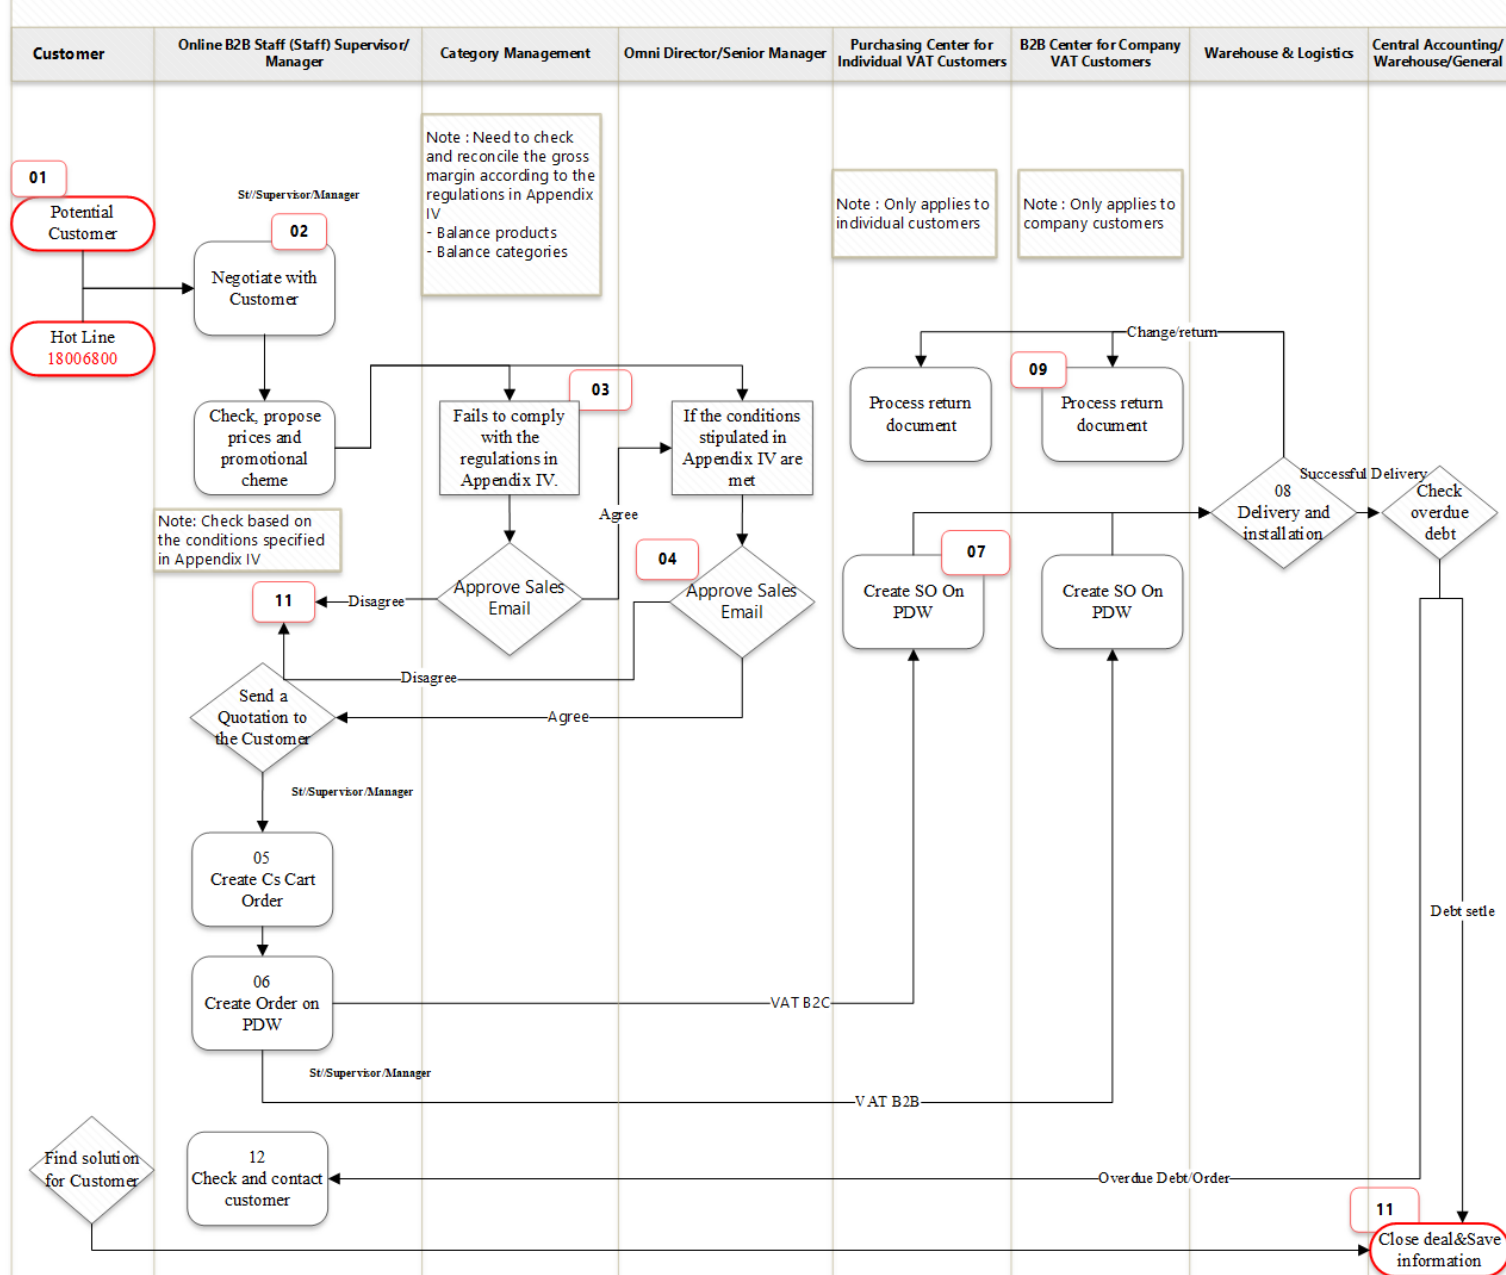 Customer
Online B2B Staff (Staff) Supervisor/
Manager
Category Management
Omni Director/Senior Manager
Purchasing Center for
Individual VAT Customers
B2B Center for Company
VAT Customers
Warehouse & Logistics
Central Accounting/
Warehouse/General
Note : Need to check
and reconcile the gross
margin according to the
regulations in Appendix
IV
- Balance products
- Balance categories
Note : Only applies to
individual customers
Note : Only applies to
company customers
01
Potential
Customer
St//Supervisor/Manager
02
Negotiate with
Customer
Hot Line
18006800
Change/return
03
09
Check, propose
prices and
promotional
cheme
Fails to comply
with the
regulations in
Appendix IV.
If the conditions
stipulated in
Appendix IV are
met
Process return
document
Process return
document
Successful Delivery
08
Delivery and
installation
Check
overdue
debt
Agree
Note: Check based on
the conditions specified
in Appendix IV
04
07
11
Disagree
Approve Sales
Email
Approve Sales
Email
Create SO On
PDW
Create SO On
PDW
Disagree
Send a
Quotation to
the Customer
Agree
St//Supervisor/Manager
05
Create Cs Cart
Order
Debt setle
06
Create Order on
PDW
VAT B2C
St//Supervisor/Manager
VAT B2B
Find solution
for Customer
12
Check and contact
customer
Overdue Debt/Order
11
Close deal&Save
information